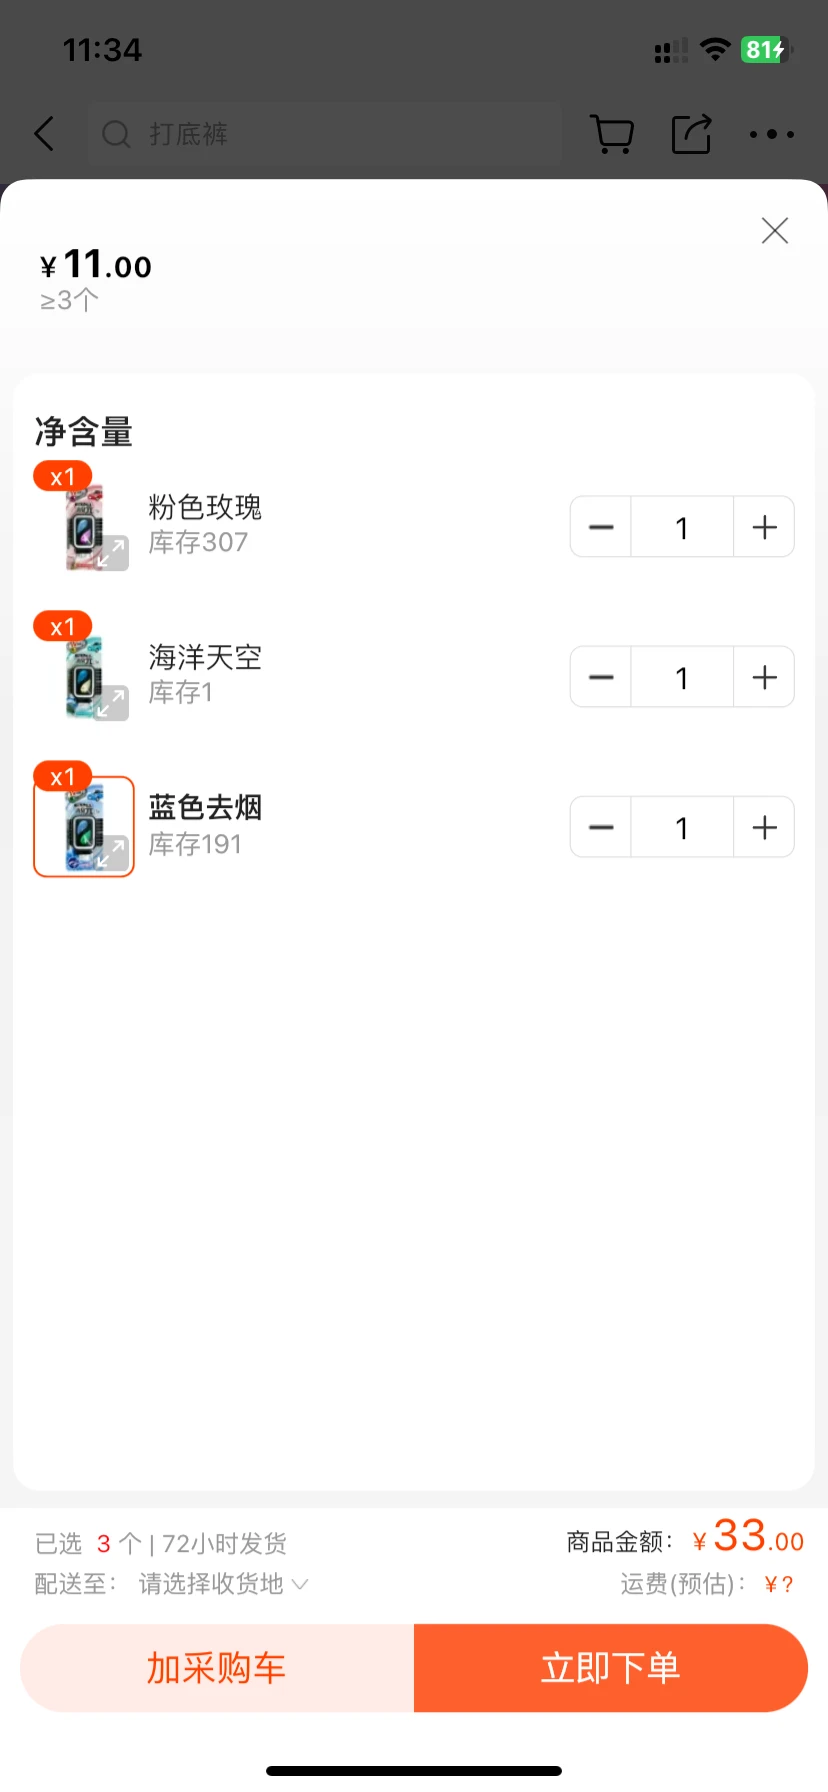 11:34
81
打底裤
¥11.00
≥3个
净含量
x1
粉色玫瑰
库存307
1
x1
海洋天空
库存1
1
x1
蓝色去烟
库存191
1
已选 3 个 | 72小时发货
商品金额: ¥33.00
配送至: 请选择收货地
运费(预估): ¥?
加采购车
立即下单